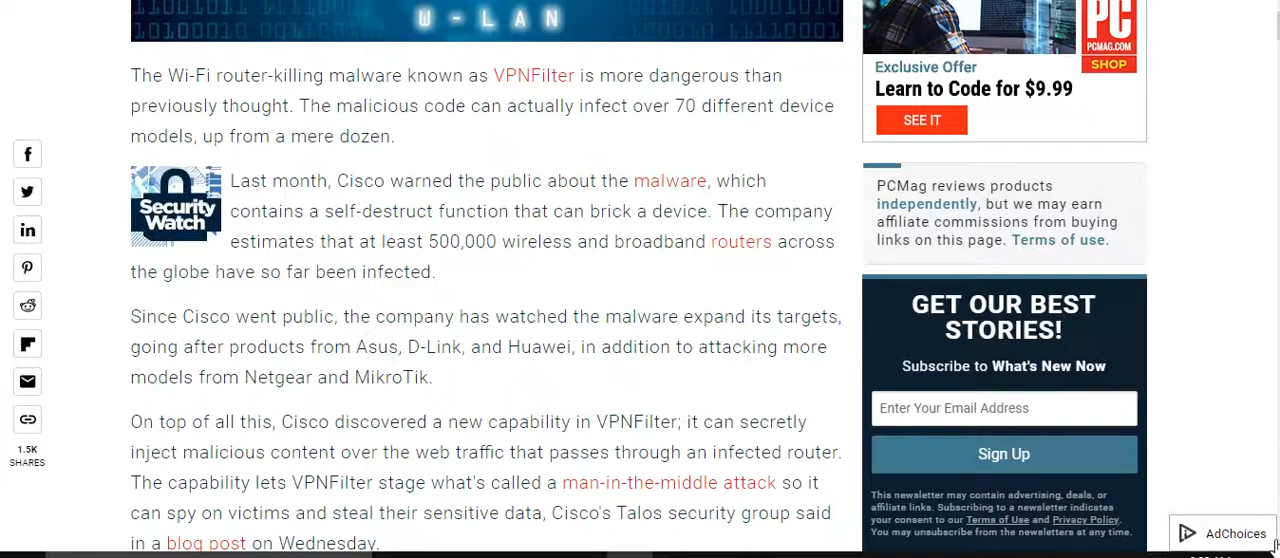 W-LAN
The Wi-Fi router-killing malware known as VPNFilter is more dangerous than
previously thought. The malicious code can actually infect over 70 different device
models, up from a mere dozen.
Security
Watch
Last month, Cisco warned the public about the malware, which
contains a self-destruct function that can brick a device. The company
estimates that at least 500,000 wireless and broadband routers across
the globe have so far been infected.
Since Cisco went public, the company has watched the malware expand its targets,
going after products from Asus, D-Link, and Huawei, in addition to attacking more
models from Netgear and MikroTik.
On top of all this, Cisco discovered a new capability in VPNFilter; it can secretly
inject malicious content over the web traffic that passes through an infected router.
The capability lets VPNFilter stage what's called a man-in-the-middle attack so it
can spy on victims and steal their sensitive data, Cisco's Talos security group said
in a blog post on Wednesday.
1.5K
SHARES
PC
PCMAG.COM
SHOP
Exclusive Offer
Learn to Code for $9.99
SEE IT
PCMag reviews products
independently, but we may earn
affiliate commissions from buying
links on this page. Terms of use.
GET OUR BEST
STORIES!
Subscribe to What's New Now
Enter Your Email Address
Sign Up
This newsletter may contain advertising, deals, or
affiliate links. Subscribing to a newsletter indicates
your consent to our Terms of Use and Privacy Policy.
You may unsubscribe from the newsletters at any time.
AdChoices